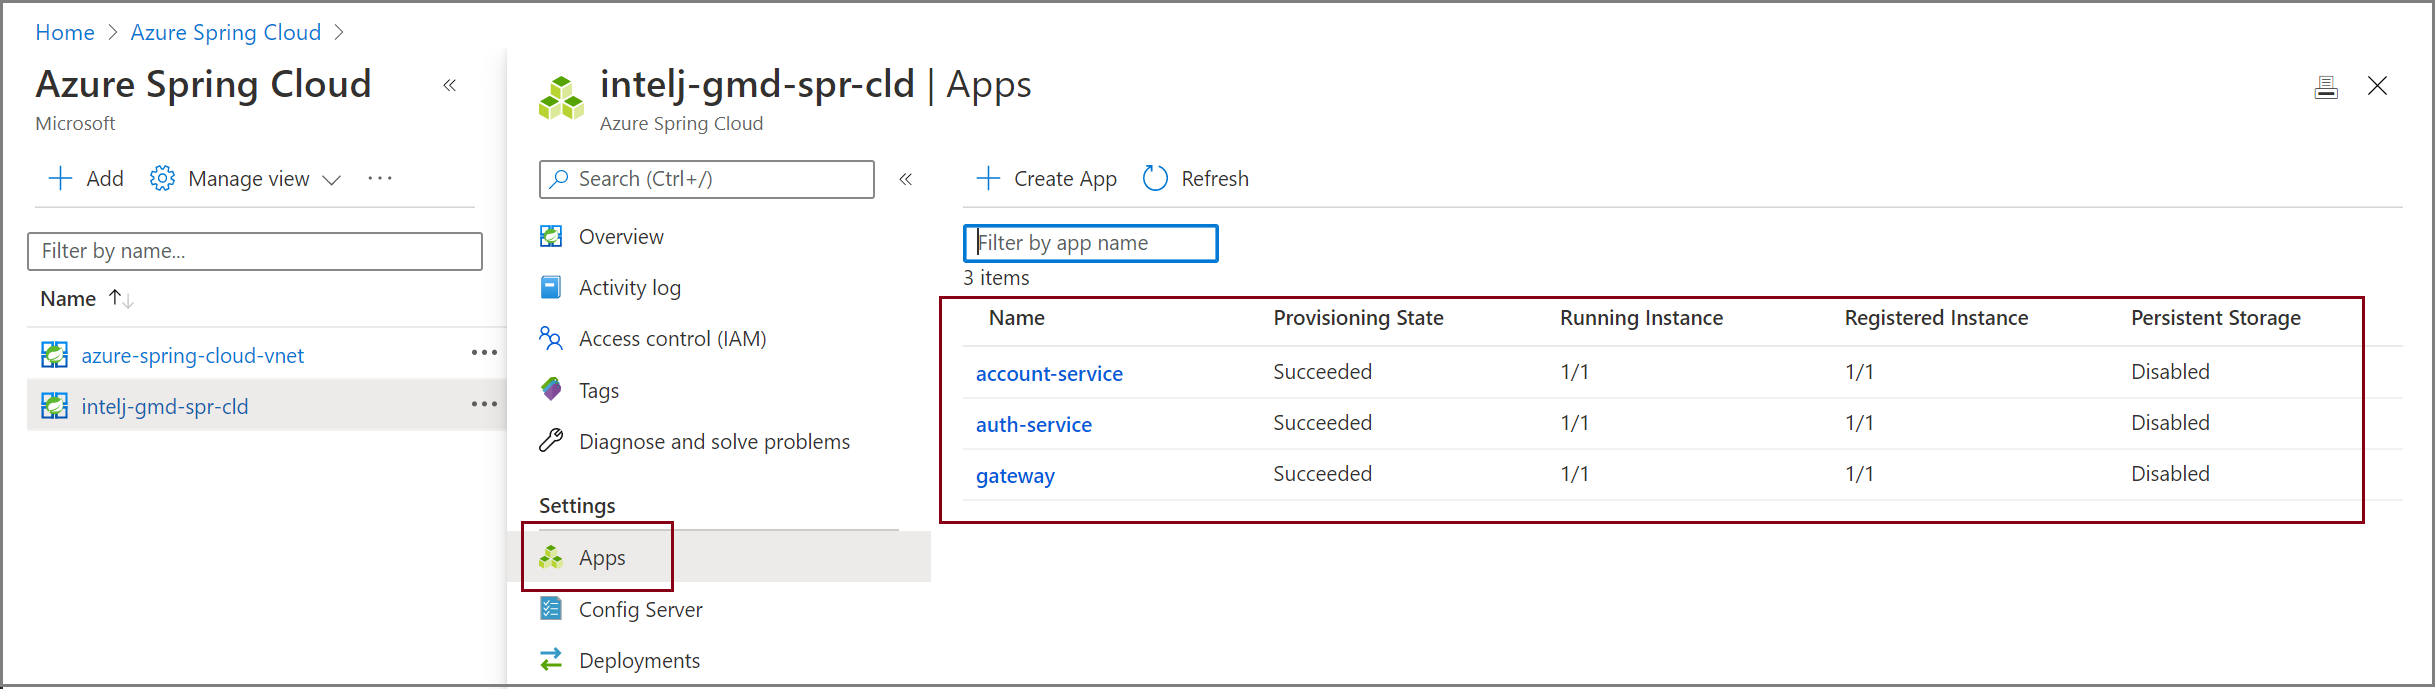 Home > Azure Spring Cloud >
Azure Spring Cloud «
Microsoft
+ Add Manage view ...
Filter by name...
Name ↑↓
azure-spring-cloud-vnet ...
intelj-gmd-spr-cld ...
intelj-gmd-spr-cld | Apps
Azure Spring Cloud
Search (Ctrl+/) «
Overview
Activity log
Access control (IAM)
Tags
Diagnose and solve problems
Settings
Apps
Config Server
Deployments
+ Create App Refresh
Filter by app name
3 items
Name Provisioning State Running Instance Registered Instance Persistent Storage
account-service Succeeded 1/1 1/1 Disabled
auth-service Succeeded 1/1 1/1 Disabled
gateway Succeeded 1/1 1/1 Disabled